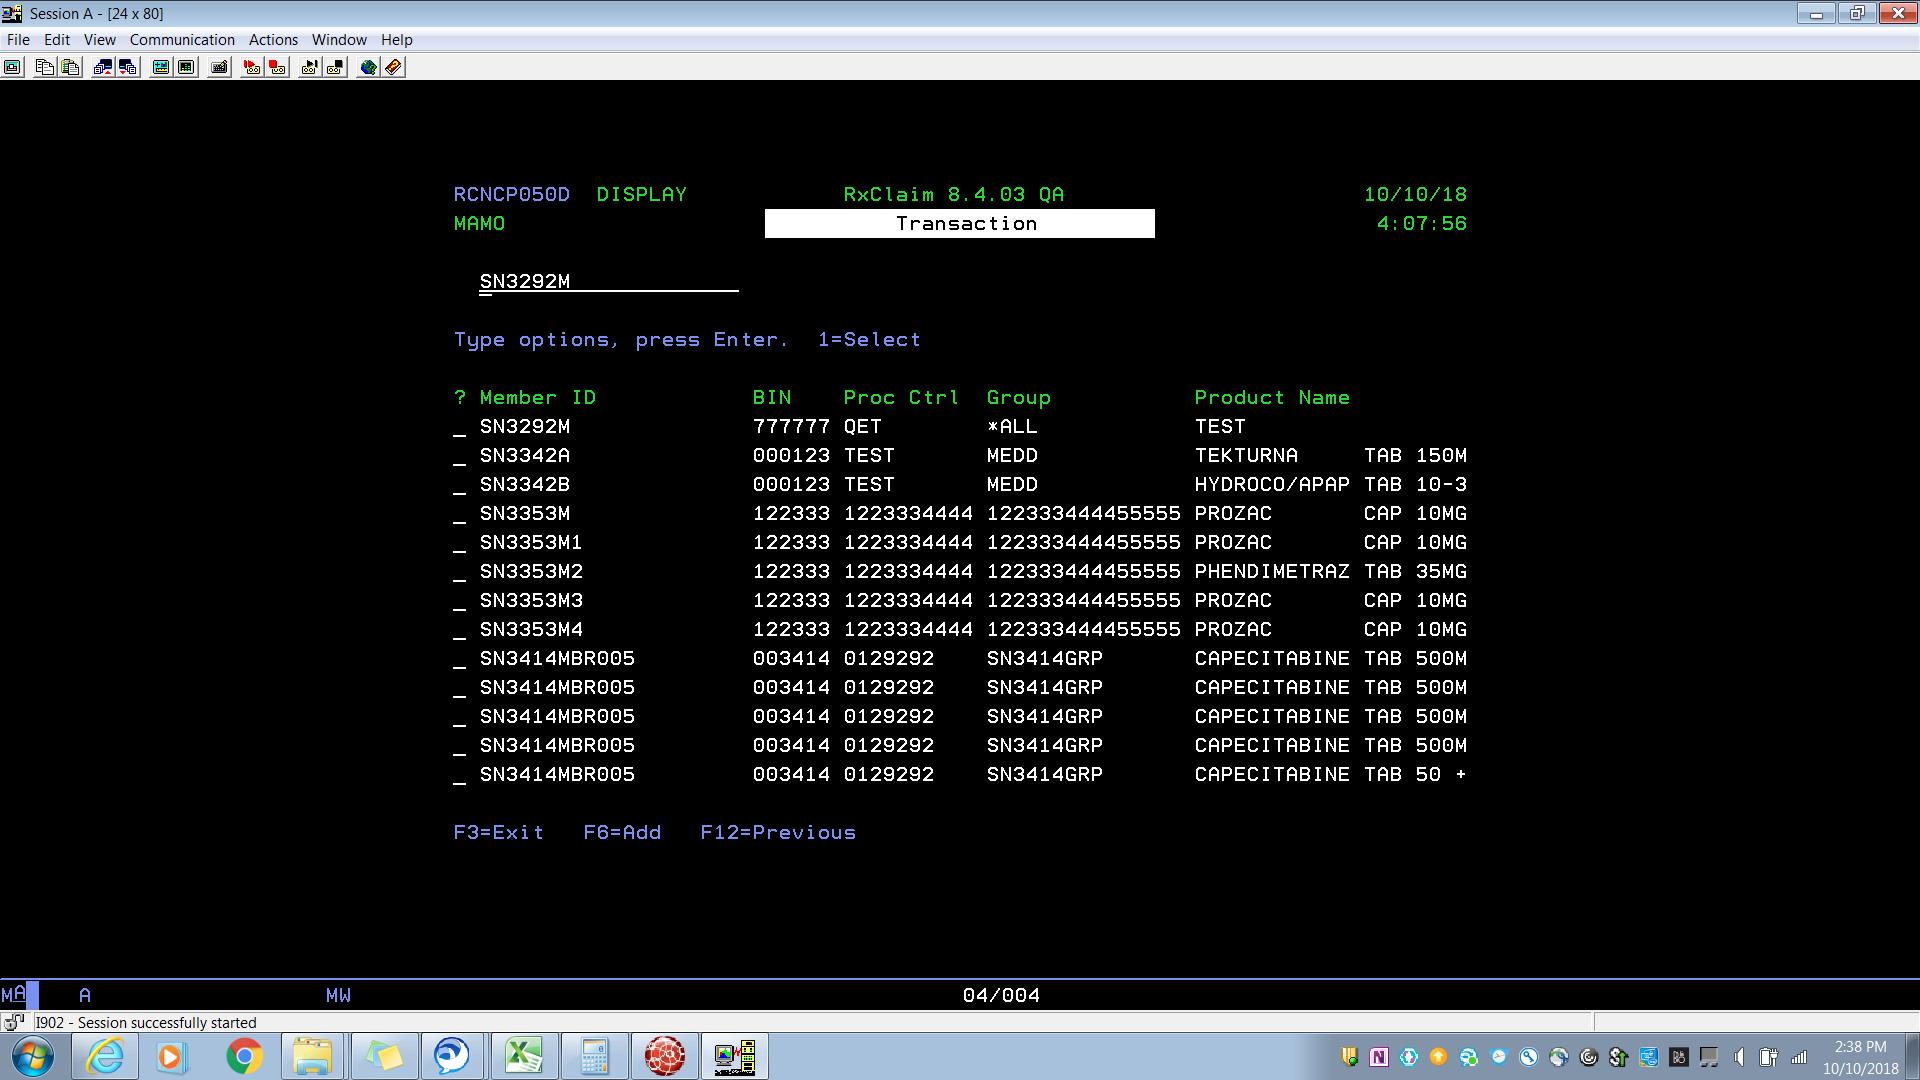 Session A - [24 x 80]
File Edit View Communication Actions Window Help
RCNCP050D DISPLAY RxClaim 8.4.03 QA 10/10/18
MAMO Transaction 4:07:56
SN3292M
Type options, press Enter. 1=Select
? Member ID BIN Proc Ctrl Group Product Name
_ SN3292M 777777 QET *ALL TEST
_ SN3342A 000123 TEST MEDD TEKTURNA TAB 150M
_ SN3342B 000123 TEST MEDD HYDROCO/APAP TAB 10-3
_ SN3353M 122333 1223334444 122333444455555 PROZAC CAP 10MG
_ SN3353M1 122333 1223334444 122333444455555 PROZAC CAP 10MG
_ SN3353M2 122333 1223334444 122333444455555 PHENDIMETRAZ TAB 35MG
_ SN3353M3 122333 1223334444 122333444455555 PROZAC CAP 10MG
_ SN3353M4 122333 1223334444 122333444455555 PROZAC CAP 10MG
_ SN3414MBR005 003414 0129292 SN3414GRP CAPECITABINE TAB 500M
_ SN3414MBR005 003414 0129292 SN3414GRP CAPECITABINE TAB 500M
_ SN3414MBR005 003414 0129292 SN3414GRP CAPECITABINE TAB 500M
_ SN3414MBR005 003414 0129292 SN3414GRP CAPECITABINE TAB 500M
_ SN3414MBR005 003414 0129292 SN3414GRP CAPECITABINE TAB 50 +
F3=Exit F6=Add F12=Previous
MA A MW 04/004
I902 - Session successfully started
2:38 PM
10/10/2018